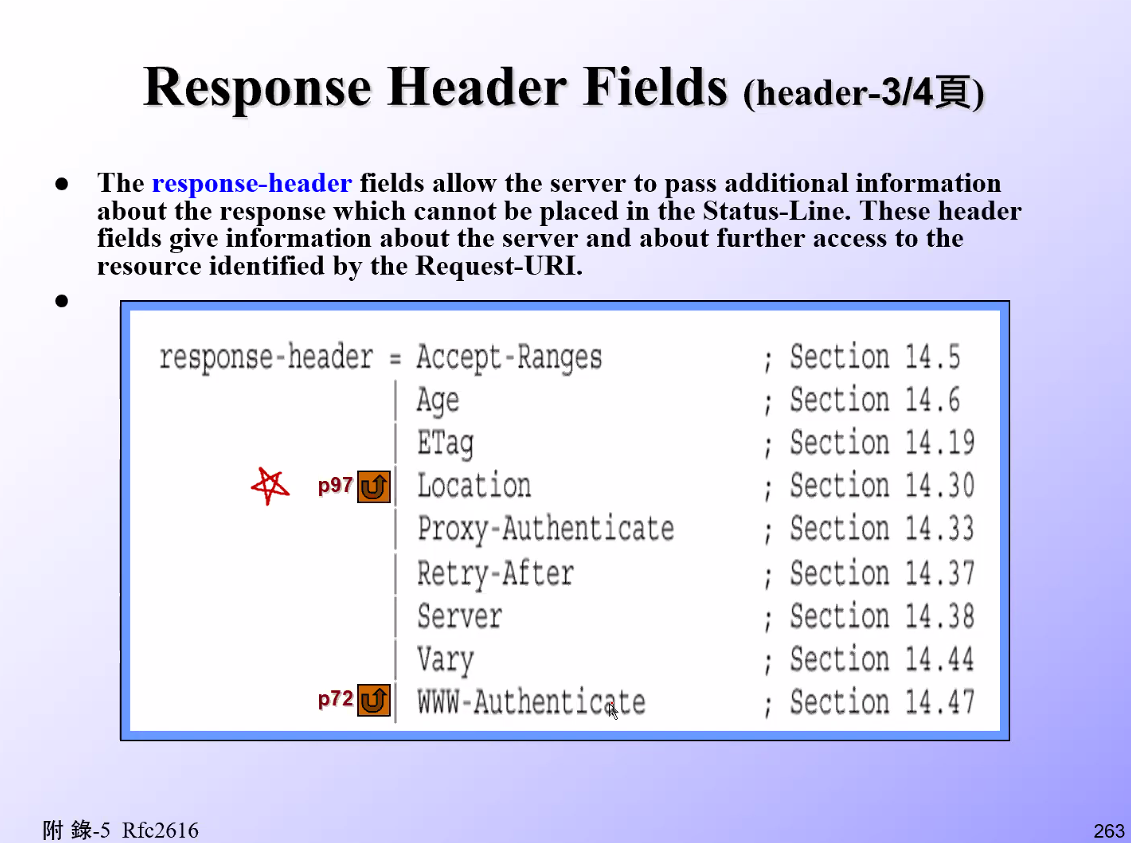 Response Header Fields (header-3/4頁)
The response-header fields allow the server to pass additional information
about the response which cannot be placed in the Status-Line. These header
fields give information about the server and about further access to the
resource identified by the Request-URI.
response-header = Accept-Ranges ; Section 14.5
| Age ; Section 14.6
| ETag ; Section 14.19
p97 | Location ; Section 14.30
| Proxy-Authenticate ; Section 14.33
| Retry-After ; Section 14.37
| Server ; Section 14.38
| Vary ; Section 14.44
p72 | WWW-Authenticate ; Section 14.47
附 錄-5 Rfc2616
263